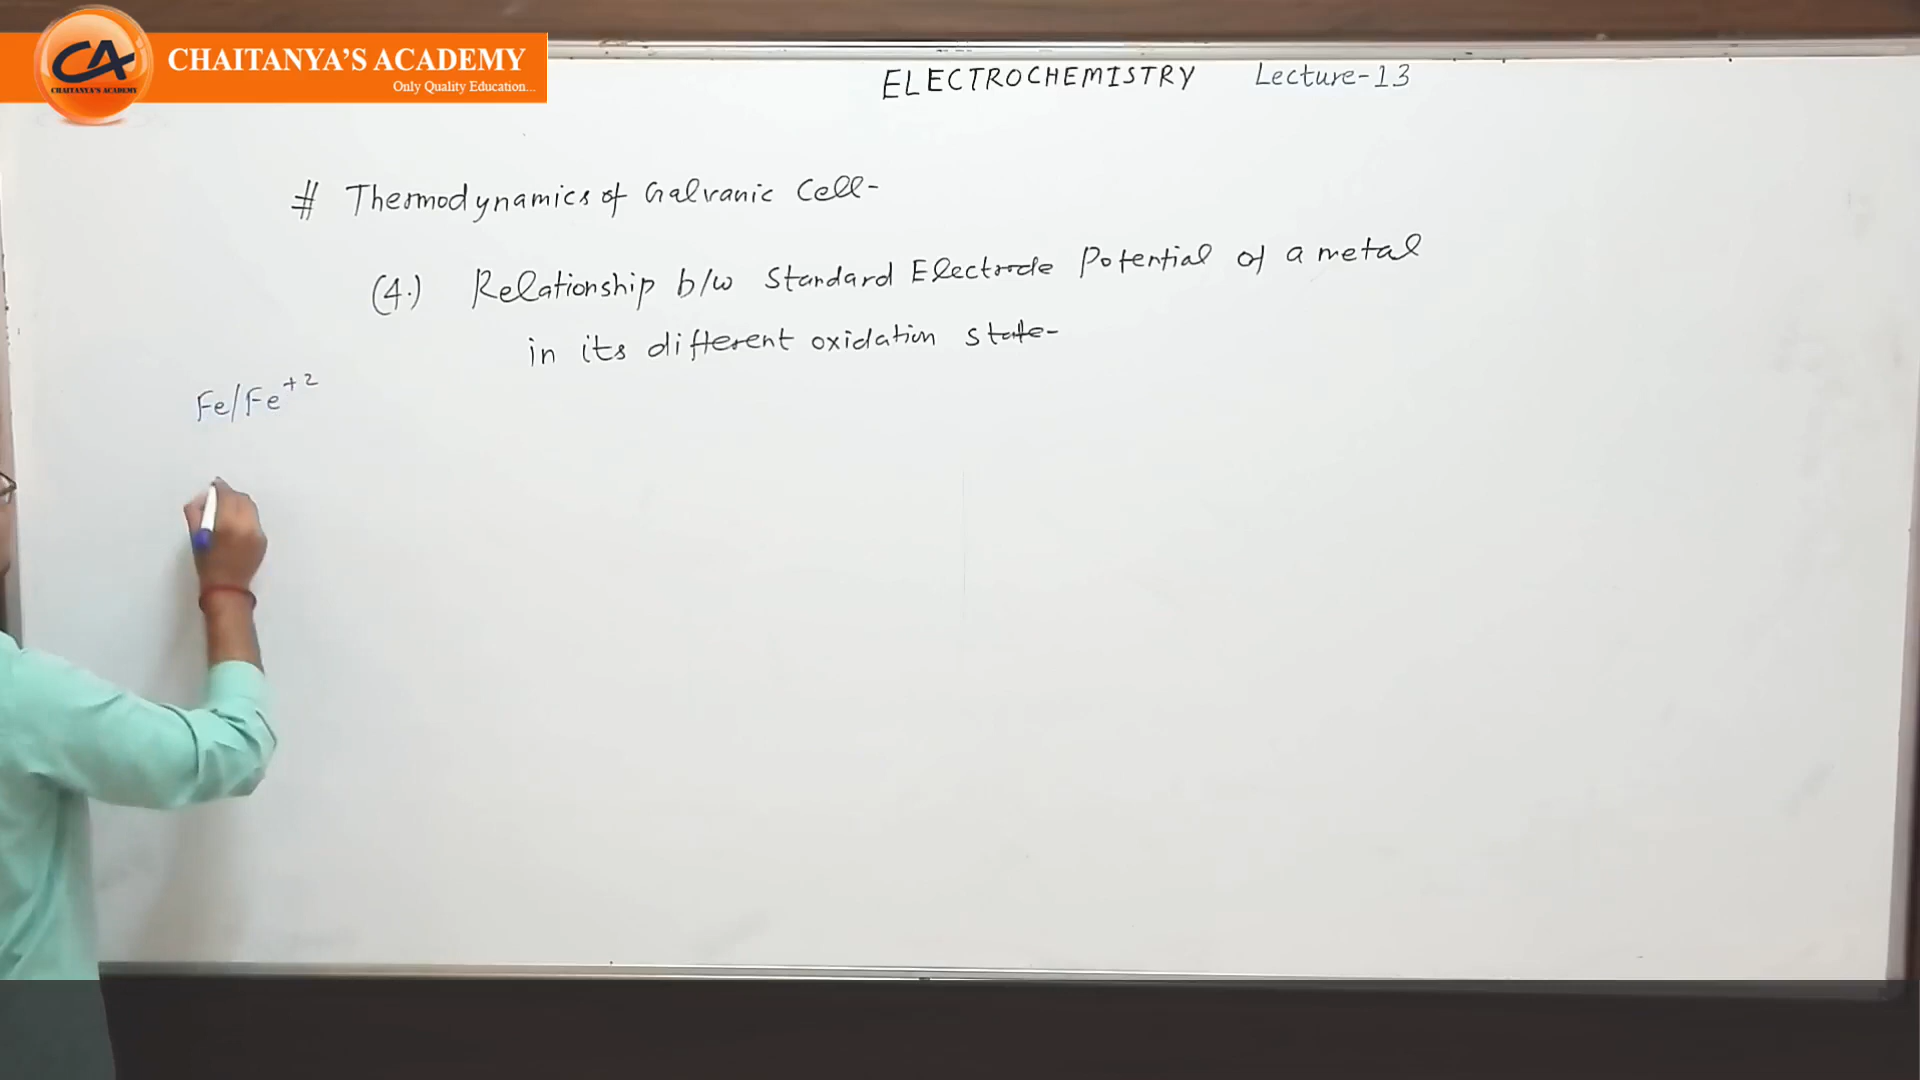 CA
CHAITANYA'S ACADEMY
CHAITANYA'S ACADEMY
Only Quality Education...
ELECTROCHEMISTRY Lecture-13
# Thermodynamics of Galvanic Cell-
(4.) Relationship b/w Standard Electrode Potential of a metal
in its different oxidation state-
Fe/Fe⁺²